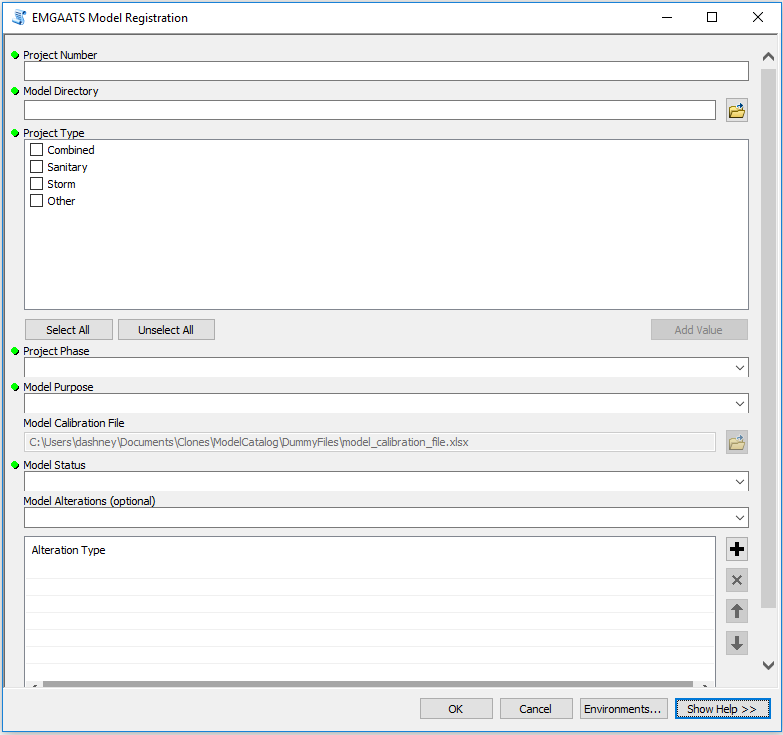 EMGAATS Model Registration
Project Number
Model Directory
Project Type
Combined
Sanitary
Storm
Other
Select All Unselect All Add Value
Project Phase
Model Purpose
Model Calibration File
C:\Users\dashney\Documents\Clones\ModelCatalog\DummyFiles\model_calibration_file.xlsx
Model Status
Model Alterations (optional)
Alteration Type
OK Cancel Environments... Show Help >>